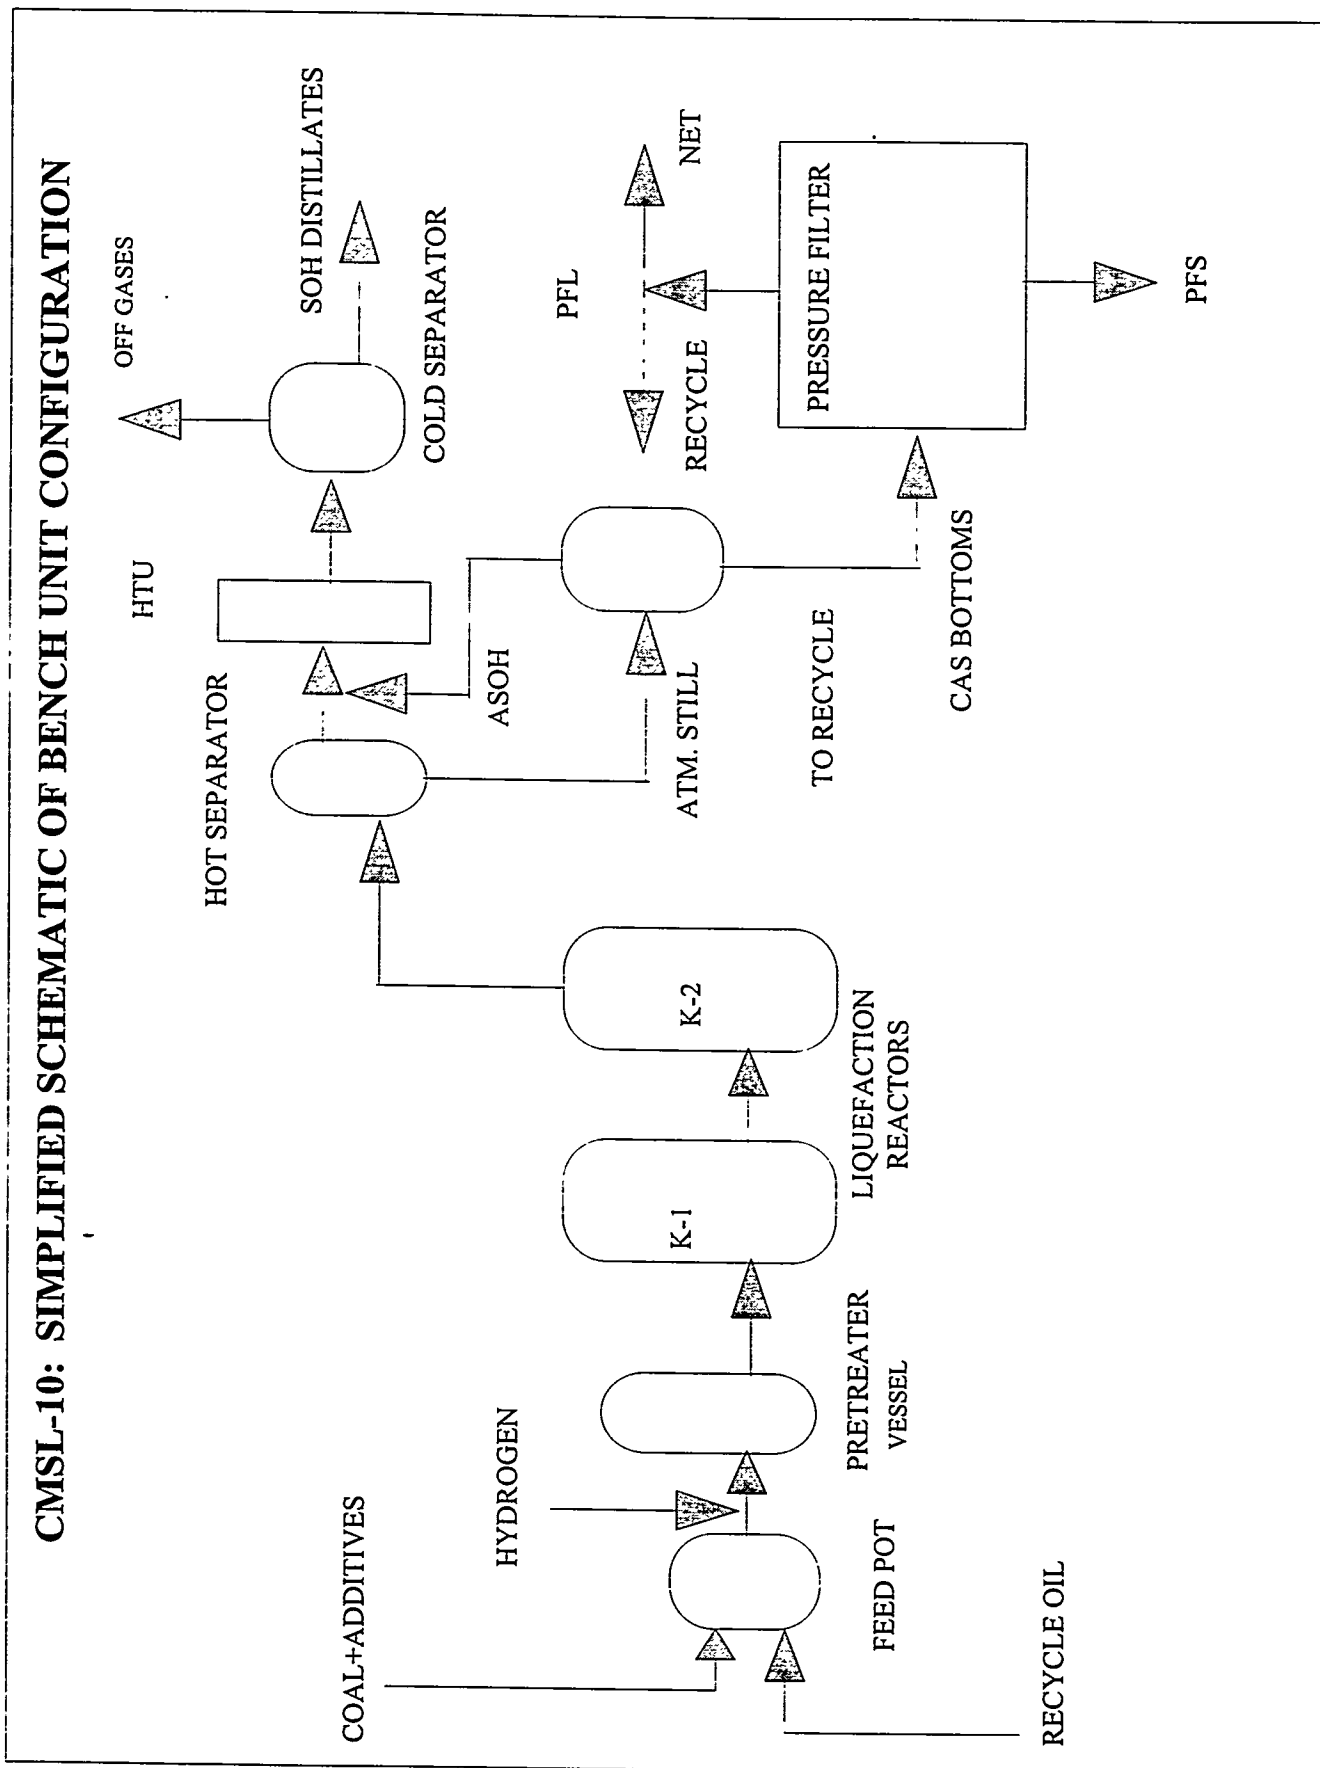 CMSL-10: SIMPLIFIED SCHEMATIC OF BENCH UNIT CONFIGURATION
OFF GASES
HTU
SOH DISTILLATES
HOT SEPARATOR
COLD SEPARATOR
COAL+ADDITIVES
HYDROGEN
ASOH
PFL
NET
K-1
K-2
ATM. STILL
RECYCLE
TO RECYCLE
PRESSURE FILTER
LIQUEFACTION
REACTORS
PRETREATER
VESSEL
FEED POT
CAS BOTTOMS
RECYCLE OIL
PFS